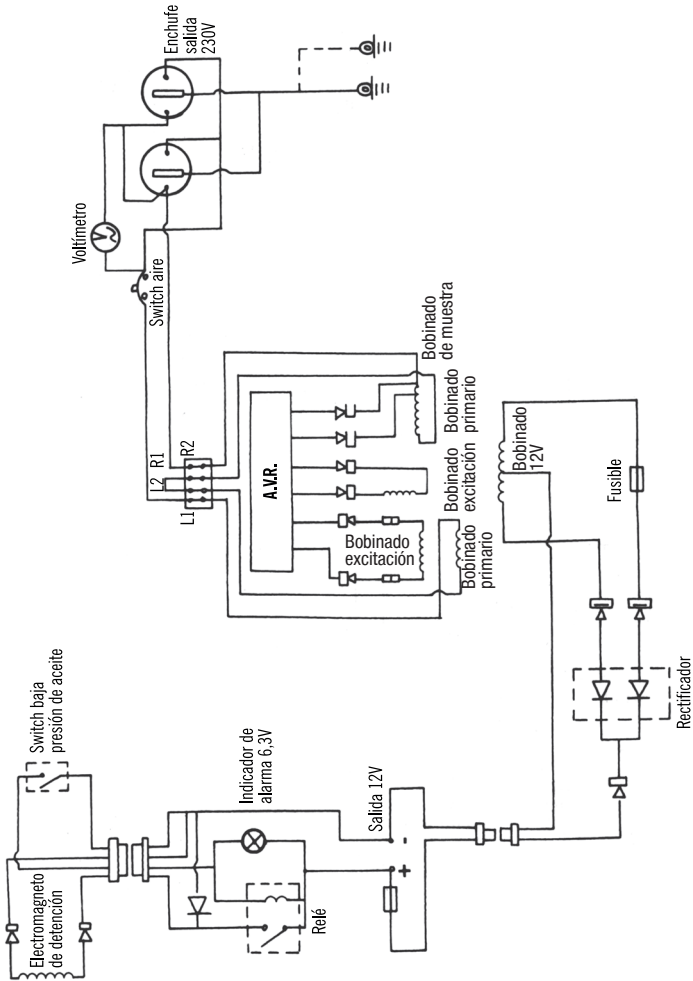 Enchufe
salida
230V
Voltímetro
V
Switch aire
L1
L2
R1
R2
A.V.R.
Bobinado
de muestra
Bobinado
primario
Bobinado
excitación
Bobinado
excitación
Bobinado
primario
Bobinado
12V
Fusible
Rectificador
Switch baja
presión de aceite
Electromagneto
de detención
Indicador de
alarma 6,3V
Relé
Salida 12V
+
-